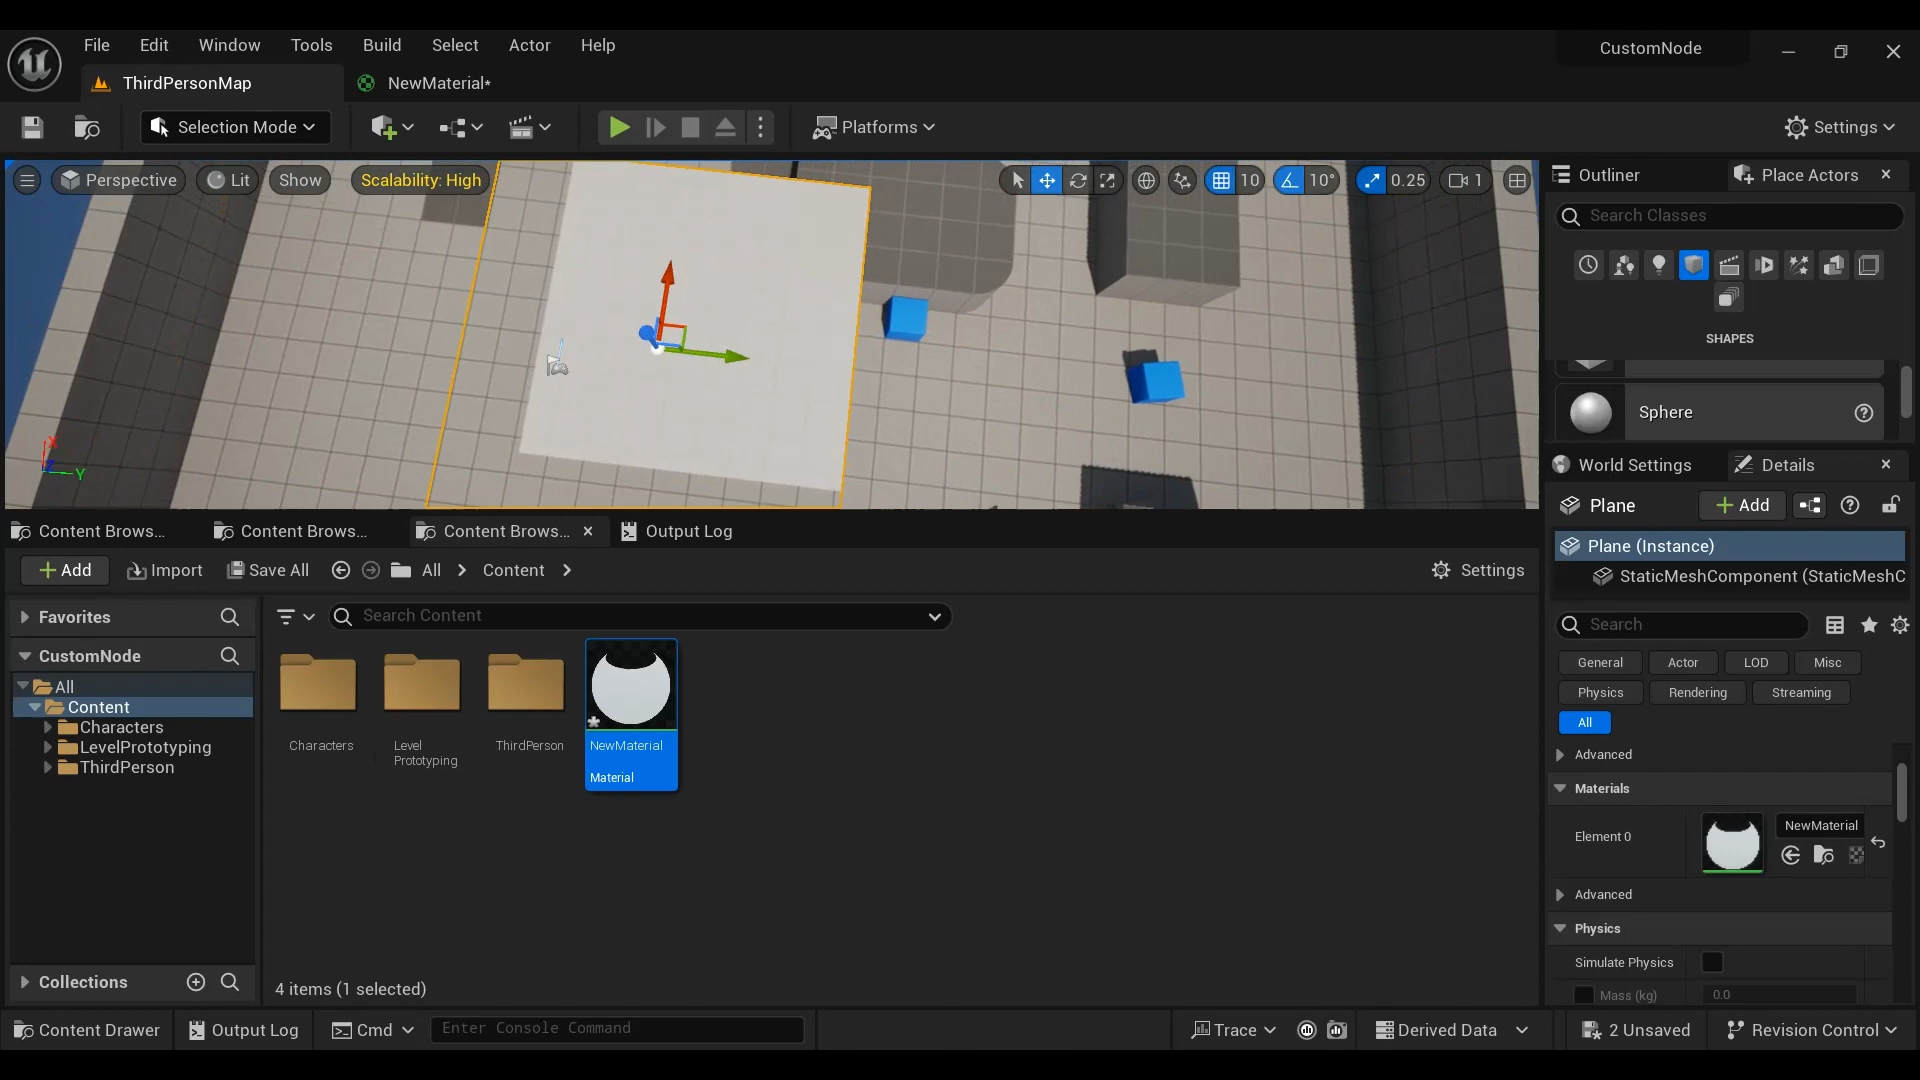 File Edit Window Tools Build Select Actor Help
CustomNode
ThirdPersonMap
NewMaterial*
Selection Mode
Platforms
Settings
Perspective
Lit
Show
Scalability: High
10
10°
0.25
1
X
Y
Outliner
Place Actors
Search Classes
SHAPES
Sphere
World Settings
Details
Plane
Add
Plane (Instance)
StaticMeshComponent (StaticMeshC
Search
General
Actor
LOD
Misc
Physics
Rendering
Streaming
All
Advanced
Materials
Element 0
NewMaterial
Advanced
Physics
Simulate Physics
Mass (kg)
0.0
Content Brows...
Content Brows...
Content Brows...
Output Log
Add
Import
Save All
All
Content
Settings
Favorites
CustomNode
All
Content
Characters
LevelPrototyping
ThirdPerson
Collections
Search Content
Characters
Level
Prototyping
ThirdPerson
NewMaterial
Material
4 items (1 selected)
Content Drawer
Output Log
Cmd
Enter Console Command
Trace
Derived Data
2 Unsaved
Revision Control